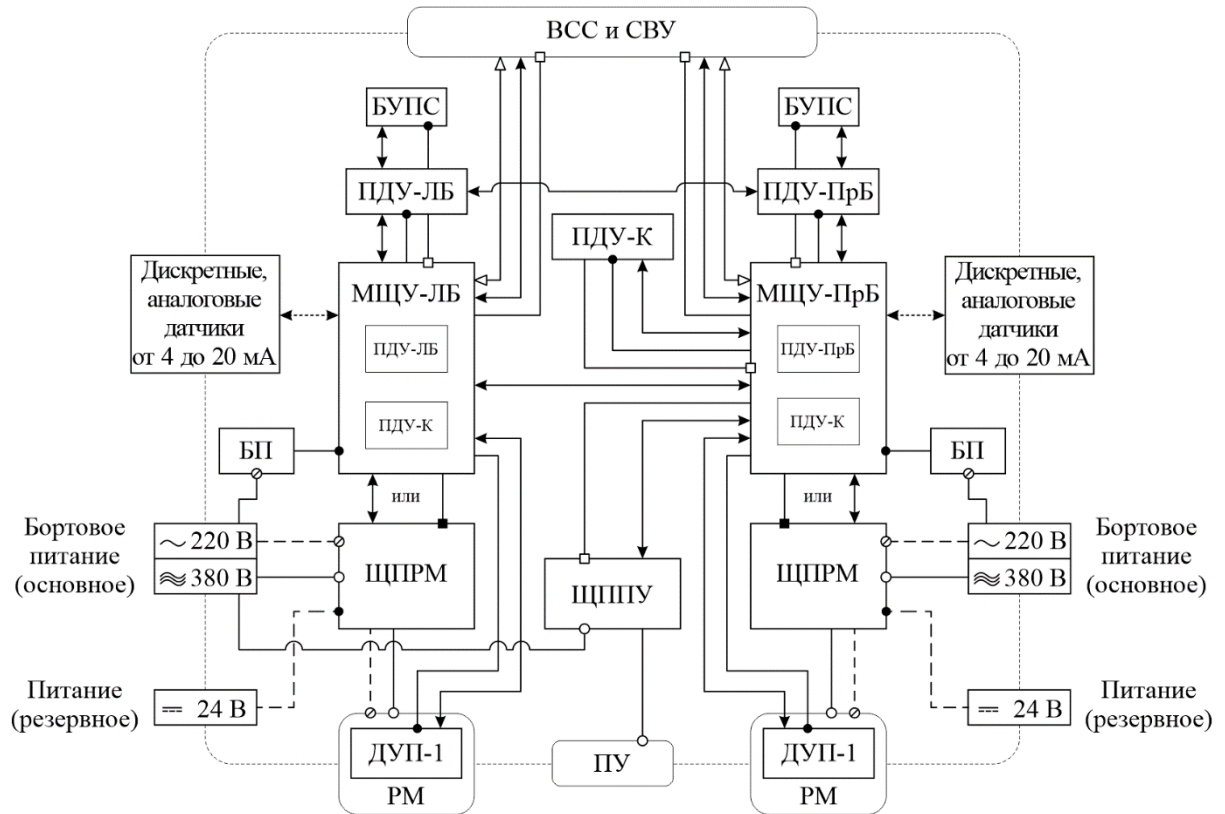 ВСС и СВУ
БУПС
БУПС
ПДУ-ЛБ
ПДУ-ПрБ
ПДУ-К
Дискретные,
аналоговые
датчики
от 4 до 20 мА
МЩУ-ЛБ
ПДУ-ЛБ
ПДУ-К
МЩУ-ПрБ
ПДУ-ПрБ
ПДУ-К
Дискретные,
аналоговые
датчики
от 4 до 20 мА
БП
БП
или
или
Бортовое
питание
(основное)
~ 220 В
380 В
ЩПРМ
ЩППУ
ЩПРМ
~ 220 В
380 В
Бортовое
питание
(основное)
Питание
(резервное)
24 В
24 В
Питание
(резервное)
ДУП-1
РМ
ПУ
ДУП-1
РМ